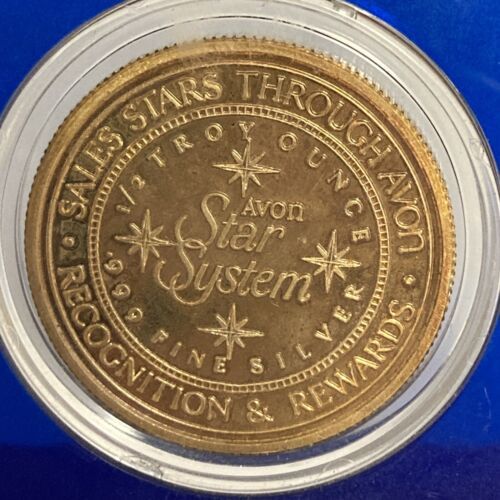 SALES STARS THROUGH AVON
RECOGNITION & REWARDS
1/2 TROY OUNCE
.999 FINE SILVER
AVON
Star
System